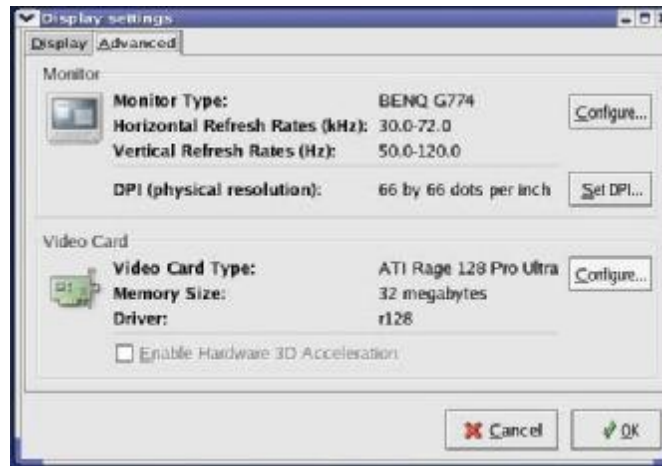 Display settings
Display Advanced
Monitor
Monitor Type: BENQ G774 Configure...
Horizontal Refresh Rates (kHz): 30.0-72.0
Vertical Refresh Rates (Hz): 50.0-120.0
DPI (physical resolution): 66 by 66 dots per inch Set DPI...
Video Card
Video Card Type: ATI Rage 128 Pro Ultra Configure...
Memory Size: 32 megabytes
Driver: r128
Enable Hardware 3D Acceleration
Cancel OK